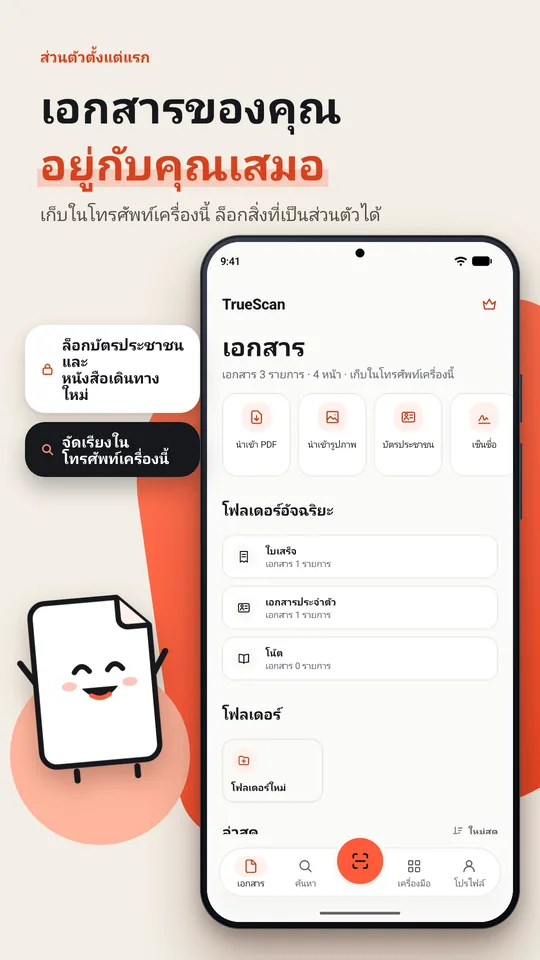 ส่วนตัวตั้งแต่แรก
เอกสารของคุณ
อยู่กับคุณเสมอ
เก็บในโทรศัพท์เครื่องนี้ ล็อกสิ่งที่เป็นส่วนตัวได้
9:41
TrueScan
ล็อกบัตรประชาชน
และ
หนังสือเดินทาง
ใหม่
จัดเรียงใน
โทรศัพท์เครื่องนี้
เอกสาร
เอกสาร 3 รายการ · 4 หน้า · เก็บในโทรศัพท์เครื่องนี้
นำเข้า PDF
นำเข้ารูปภาพ
บัตรประชาชน
เซ็นชื่อ
โฟลเดอร์อัจฉริยะ
ใบเสร็จ
เอกสาร 1 รายการ
เอกสารประจำตัว
เอกสาร 1 รายการ
โน้ต
เอกสาร 0 รายการ
โฟลเดอร์
โฟลเดอร์ใหม่
ล่าสุด
ใหม่สุด
เอกสาร
ค้นหา
เครื่องมือ
โปรไฟล์